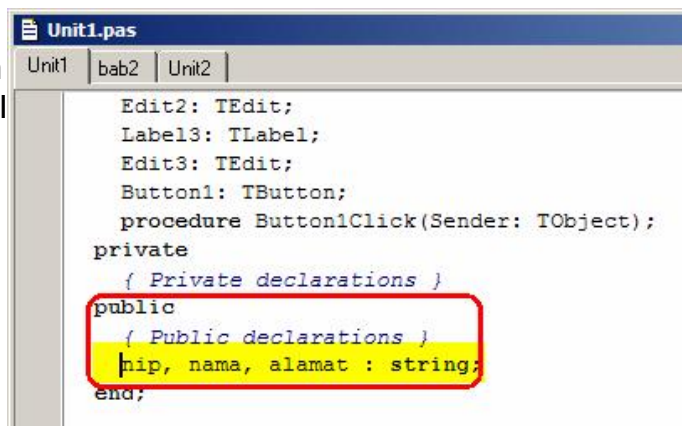 Unit1.pas
Unit1 bab2 Unit2
Edit2: TEdit;
Label3: TLabel;
Edit3: TEdit;
Button1: TButton;
procedure Button1Click(Sender: TObject);
private
{ Private declarations }
public
{ Public declarations }
nip, nama, alamat : string;
end;